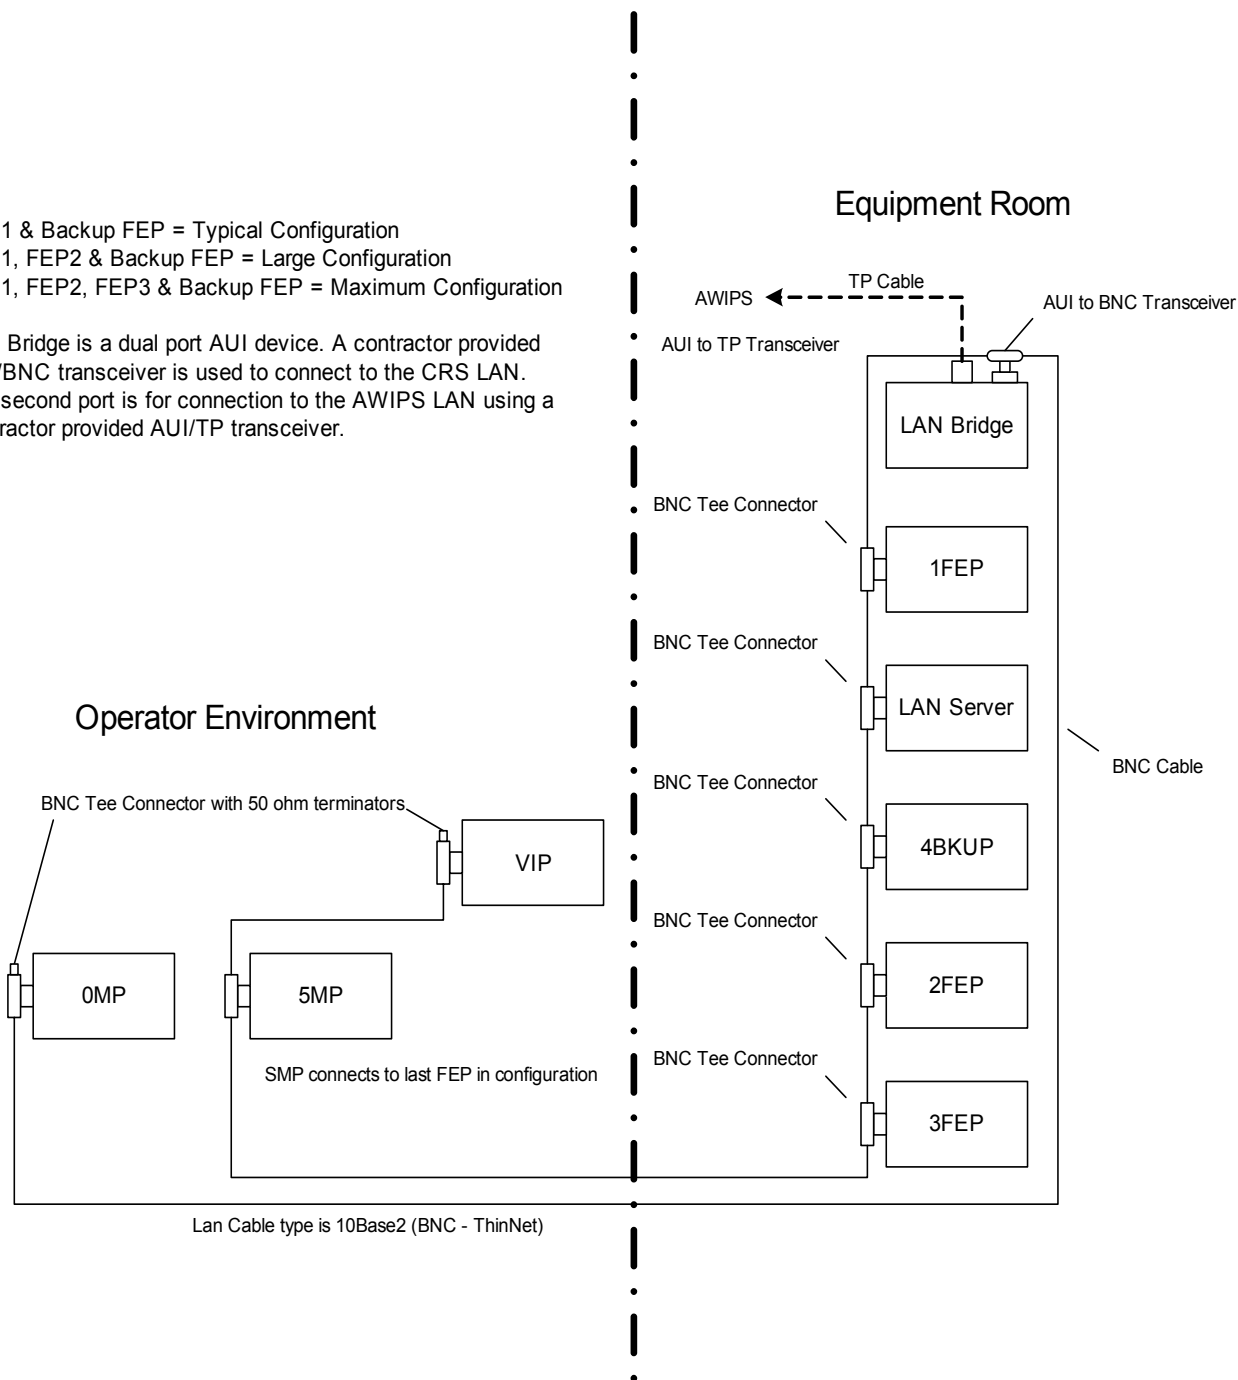 Equipment Room
1 & Backup FEP = Typical Configuration
1, FEP2 & Backup FEP = Large Configuration
1, FEP2, FEP3 & Backup FEP = Maximum Configuration
Bridge is a dual port AUI device. A contractor provided
/BNC transceiver is used to connect to the CRS LAN.
second port is for connection to the AWIPS LAN using a
ractor provided AUI/TP transceiver.
AWIPS
TP Cable
AUI to BNC Transceiver
AUI to TP Transceiver
LAN Bridge
BNC Tee Connector
1FEP
BNC Tee Connector
LAN Server
BNC Cable
BNC Tee Connector
4BKUP
BNC Tee Connector
2FEP
BNC Tee Connector
3FEP
Operator Environment
BNC Tee Connector with 50 ohm terminators
VIP
0MP
5MP
SMP connects to last FEP in configuration
Lan Cable type is 10Base2 (BNC - ThinNet)